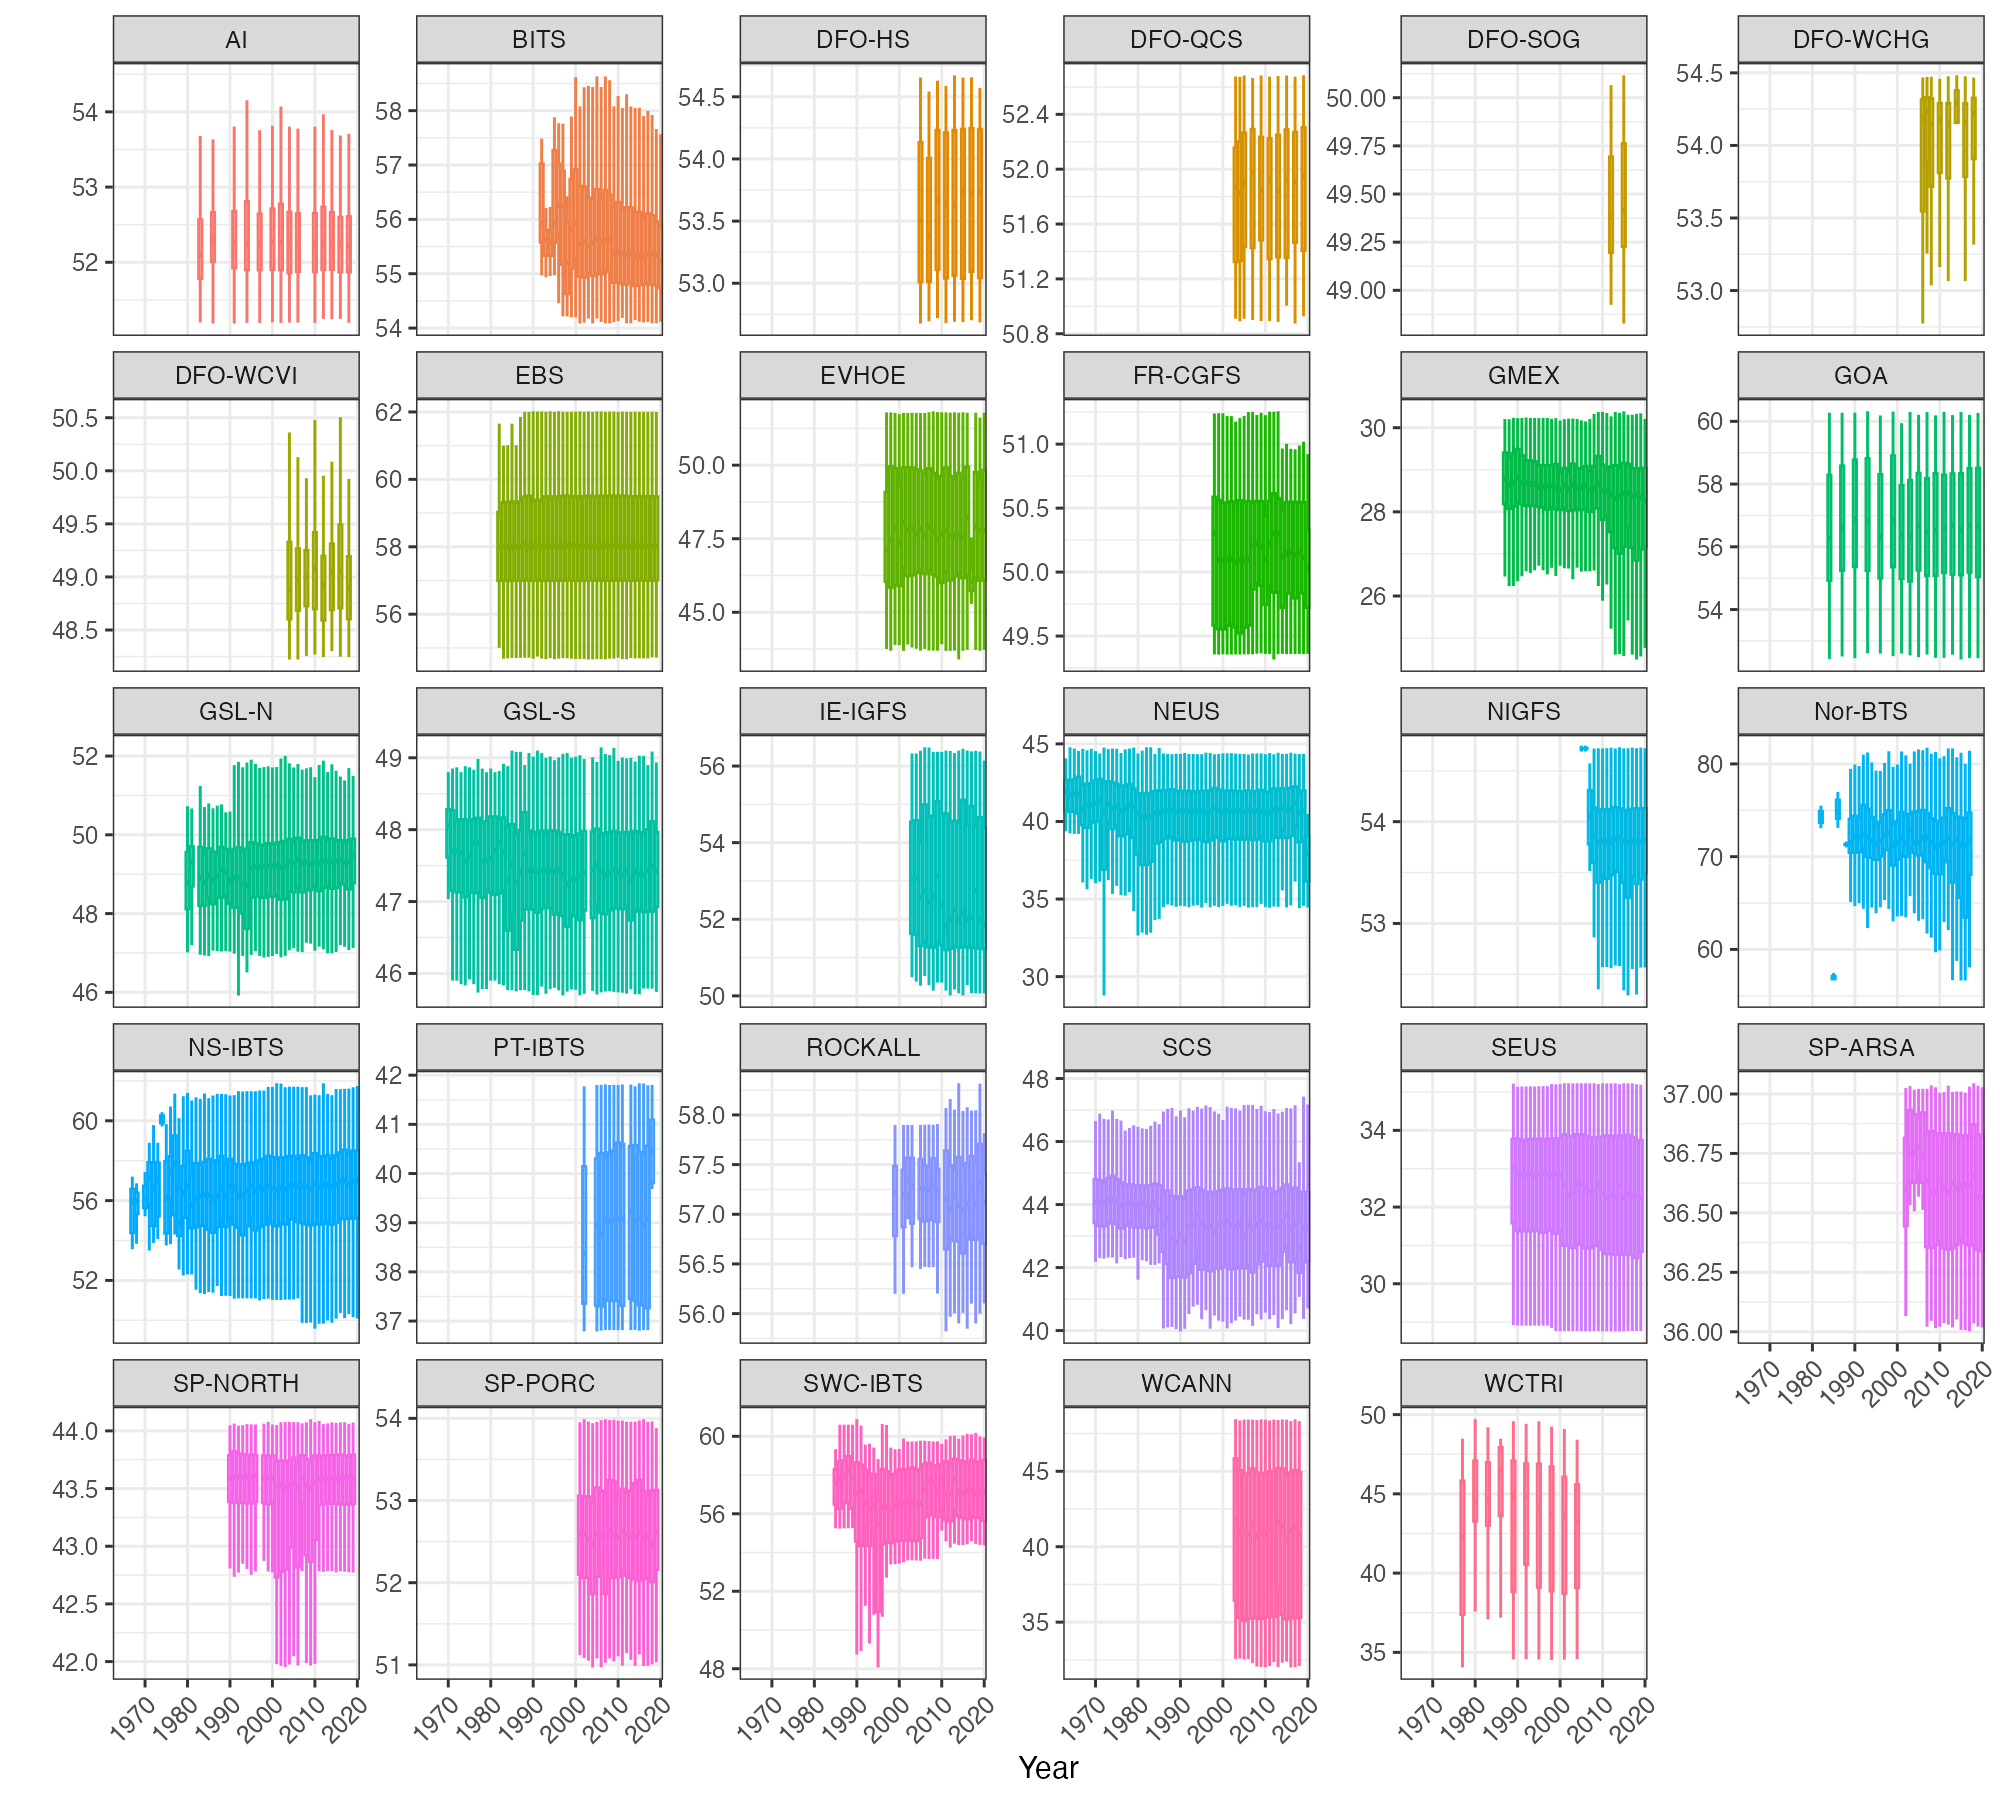 AI BITS DFO-HS DFO-QCS DFO-SOG DFO-WCHG
54 53 52
58 57 56 55 54
54.5 54.0 53.5 53.0
52.4 52.0 51.6 51.2 50.8
50.00 49.75 49.50 49.25 49.00
54.5 54.0 53.5 53.0
DFO-WCVI EBS EVHOE FR-CGFS GMEX GOA
50.5 50.0 49.5 49.0 48.5
62 60 58 56
50.0 47.5 45.0
51.0 50.5 50.0 49.5
30 28 26
60 58 56 54
GSL-N GSL-S IE-IGFS NEUS NIGFS Nor-BTS
52 50 48 46
49 48 47 46
56 54 52 50
45 40 35 30
54 53
80 70 60
NS-IBTS PT-IBTS ROCKALL SCS SEUS SP-ARSA
60 56 52
42 41 40 39 38 37
58.0 57.5 57.0 56.5 56.0
48 46 44 42 40
34 32 30
37.00 36.75 36.50 36.25 36.00
1970 1980 1990 2000 2010 2020
SP-NORTH SP-PORC SWC-IBTS WCANN WCTRI
44.0 43.5 43.0 42.5 42.0
54 53 52 51
60 56 52 48
45 40 35
50 45 40 35
1970 1980 1990 2000 2010 2020
1970 1980 1990 2000 2010 2020
1970 1980 1990 2000 2010 2020
1970 1980 1990 2000 2010 2020
1970 1980 1990 2000 2010 2020
Year